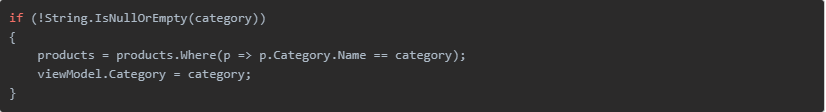 if (!String.IsNullOrEmpty(category))
{
    products = products.Where(p => p.Category.Name == category);
    viewModel.Category = category;
}